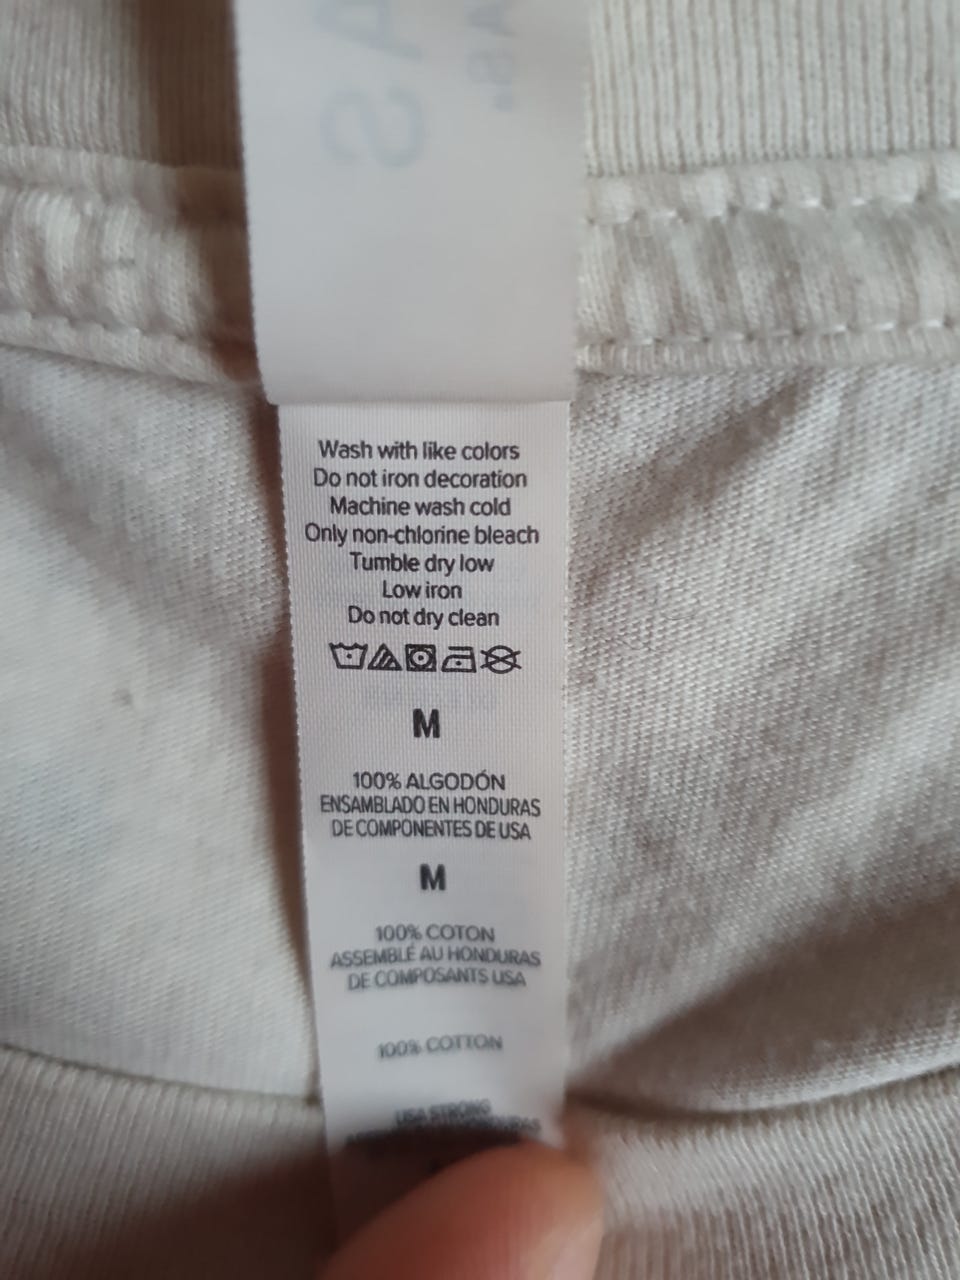 Wash with like colors
Do not iron decoration
Machine wash cold
Only non-chlorine bleach
Tumble dry low
Low iron
Do not dry clean
M
100% ALGODÓN
ENSAMBLADO EN HONDURAS
DE COMPONENTES DE USA
M
100% COTON
ASSEMBLÉ AU HONDURAS
DE COMPOSANTS USA
100% COTTON
USA STRONG